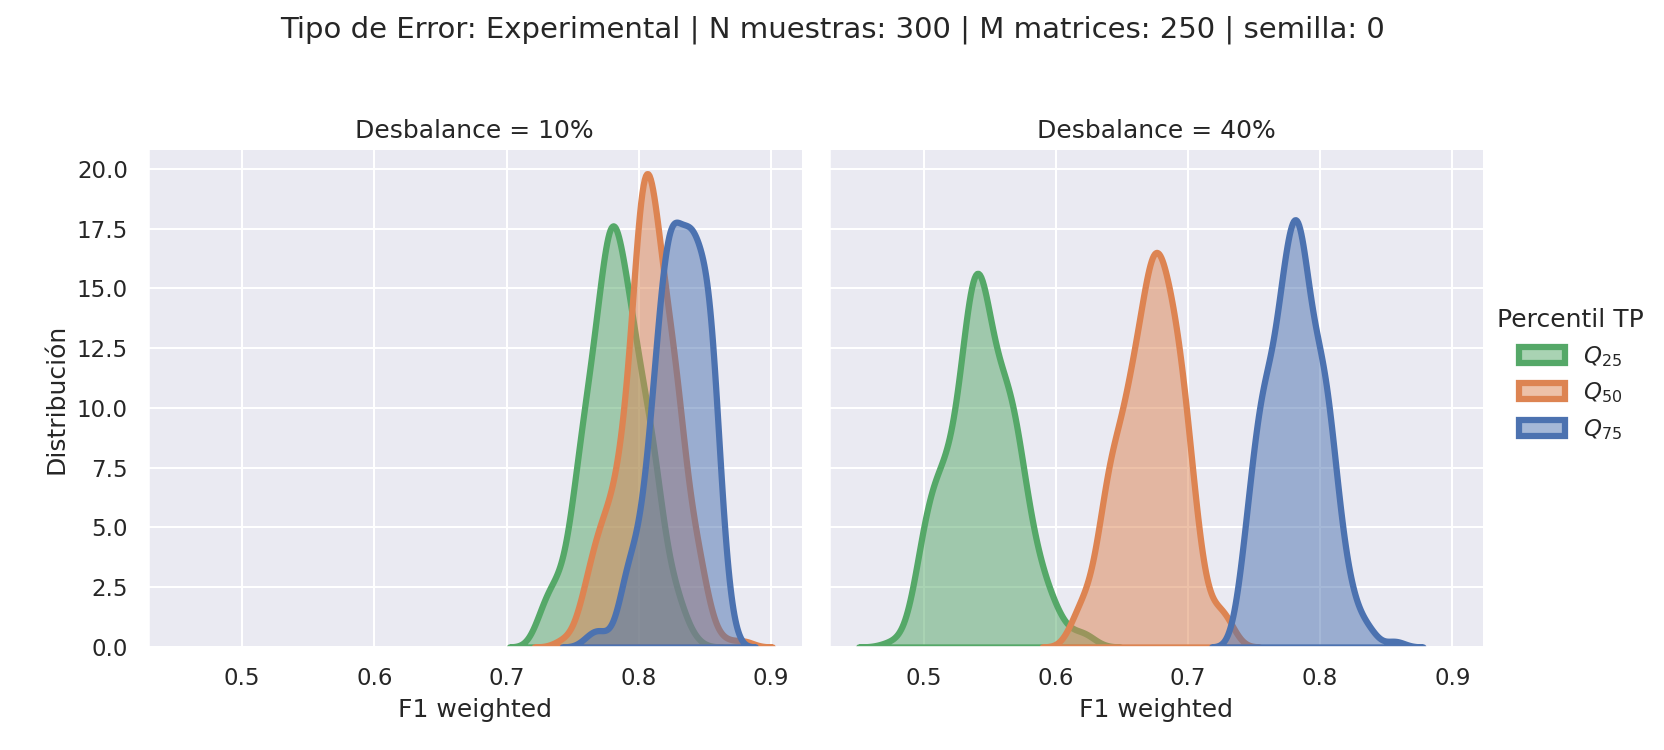 Tipo de Error: Experimental | N muestras: 300 | M matrices: 250 | semilla: 0
Desbalance = 10%
Desbalance = 40%
20.0
17.5
15.0
12.5
10.0
7.5
5.0
2.5
0.0
Distribución
0.5 0.6 0.7 0.8 0.9
F1 weighted
0.5 0.6 0.7 0.8 0.9
F1 weighted
Percentil TP
Q25
Q50
Q75